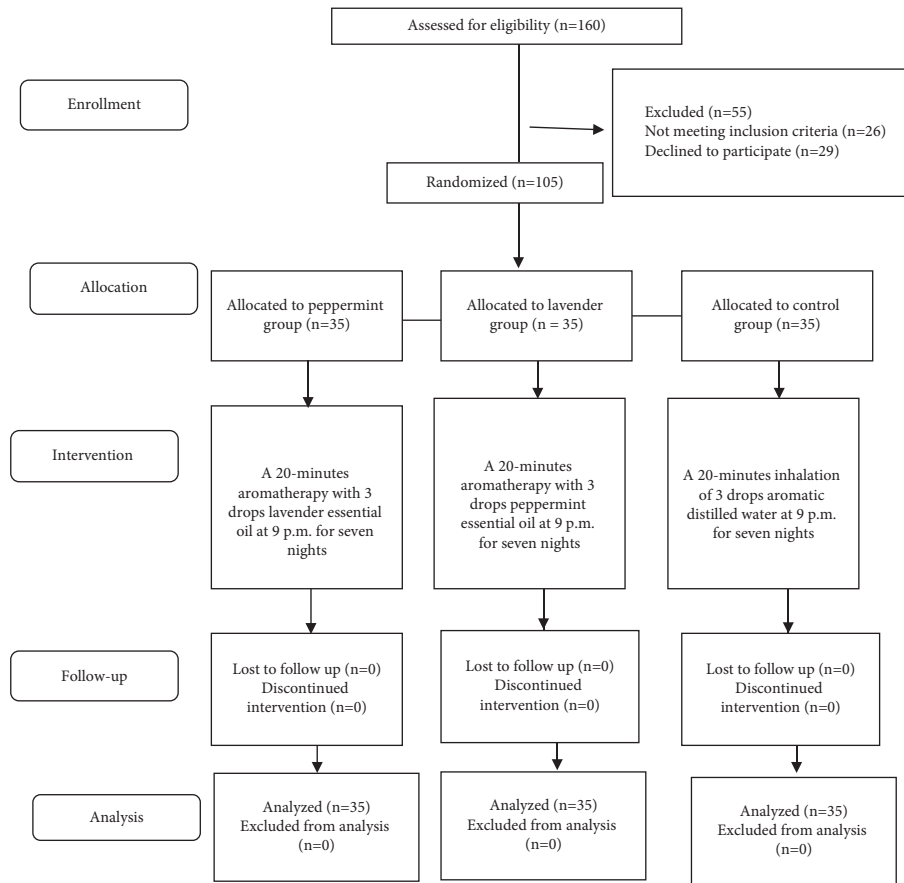 Assessed for eligibility (n=160)
Enrollment
Excluded (n=55)
Not meeting inclusion criteria (n=26)
Declined to participate (n=29)
Randomized (n=105)
Allocation
Allocated to peppermint
group (n=35)
Allocated to lavender
group (n = 35)
Allocated to control
group (n=35)
Intervention
A 20-minutes
aromatherapy with 3
drops lavender essential
oil at 9 p.m. for seven
nights
A 20-minutes
aromatherapy with 3
drops peppermint
essential oil at 9 p.m.
for seven nights
A 20-minutes inhalation
of 3 drops aromatic
distilled water at 9 p.m.
for seven nights
Follow-up
Lost to follow up (n=0)
Discontinued
intervention (n=0)
Lost to follow up (n=0)
Discontinued
intervention (n=0)
Lost to follow up (n=0)
Discontinued
intervention (n=0)
Analysis
Analyzed (n=35)
Excluded from analysis
(n=0)
Analyzed (n=35)
Excluded from analysis
(n=0)
Analyzed (n=35)
Excluded from analysis
(n=0)